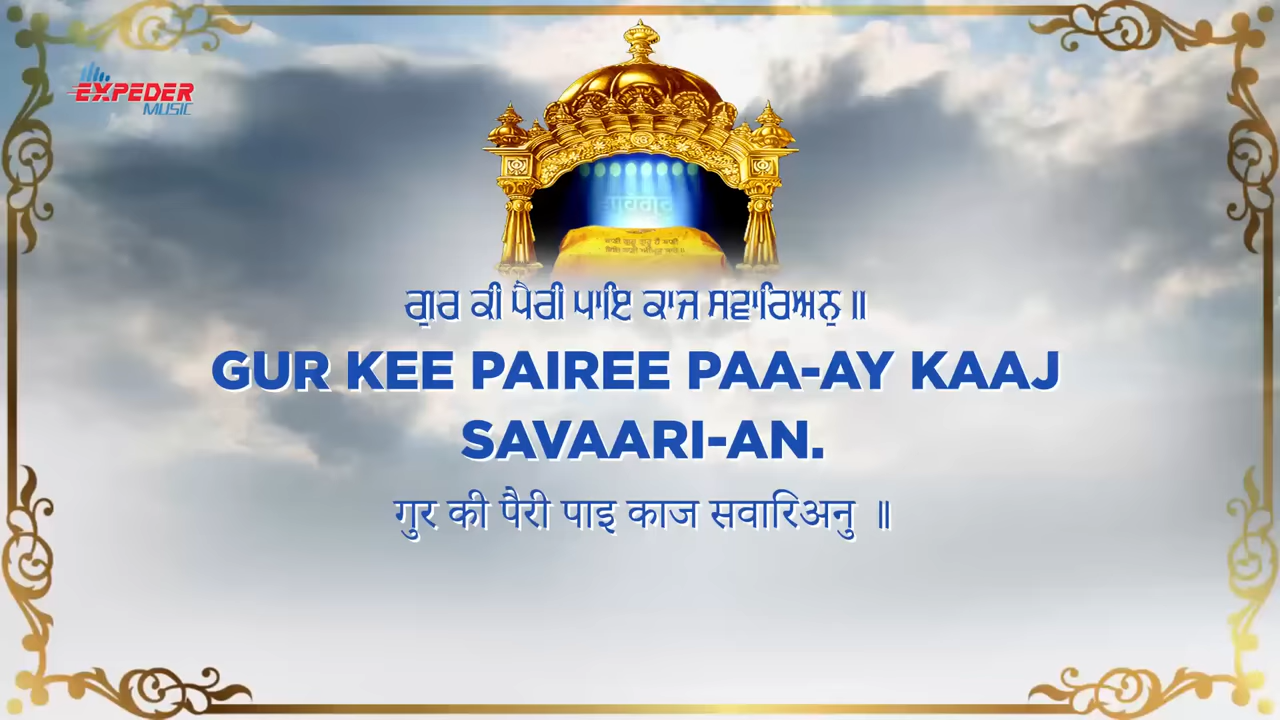 EXPEDER
MUSIC
ਗੁਰ ਕੀ ਪੈਰੀ ਪਾਇ ਕਾਜ ਸਵਾਰਿਅਨੁ ॥
GUR KEE PAIREE PAA-AY KAAJ
SAVAARI-AN.
गुर की पैरी पाइ काज सवारिअनु ॥